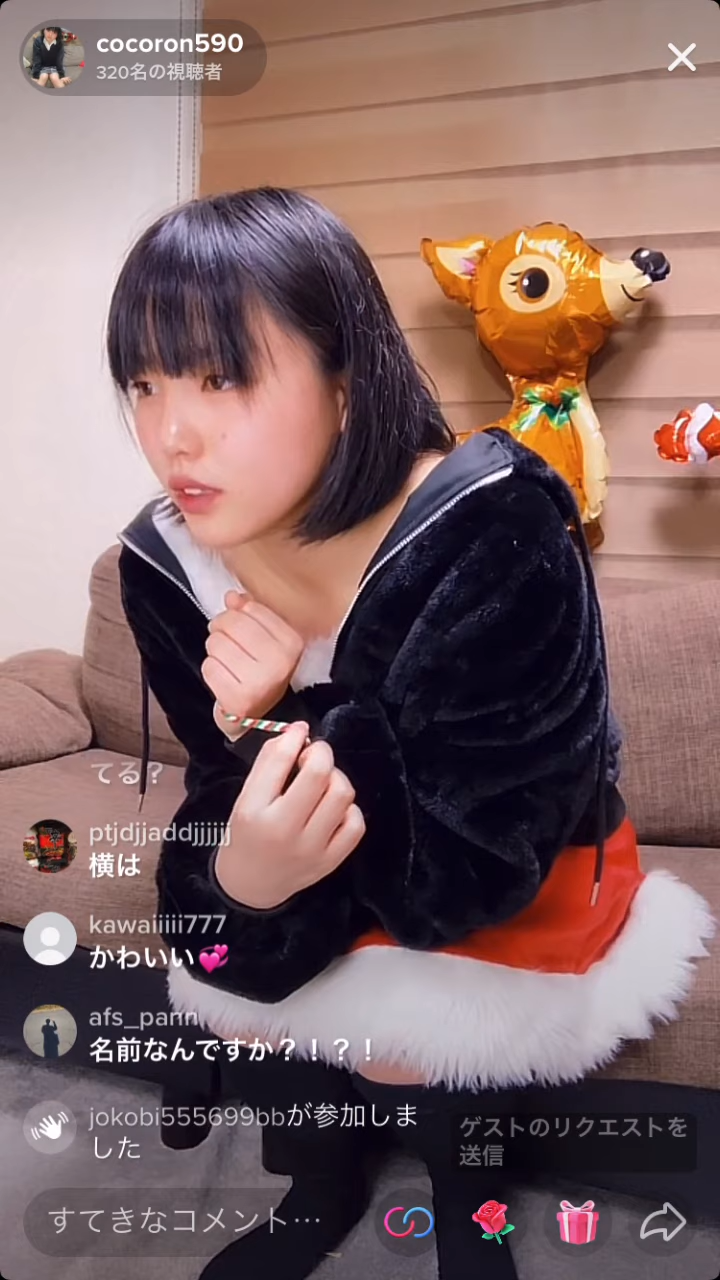 cocoron590
320名の視聴者
てる？
ptjdjjaddjjjjjj
横は
kawaiiiii777
かわいい💞
afs_pann
名前なんですか？！？！
jokobi555699bbが参加しま
した
ゲストのリクエストを
送信
すてきなコメント…